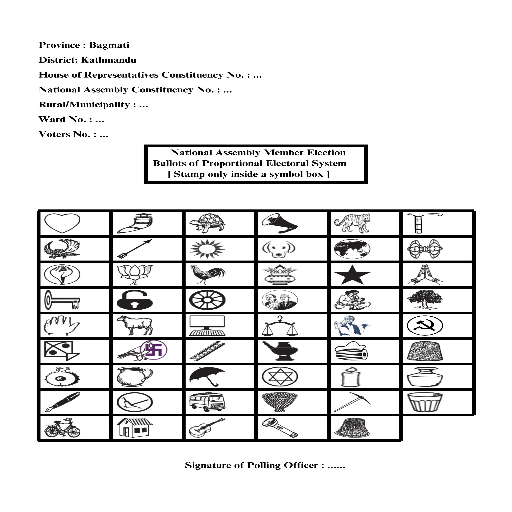 Province : Bagmati
District: Kathmandu
House of Representatives Constituency No. : ...
National Assembly Constituency No. : ...
Rural/Municipality : ...
Ward No. : ...
Voters No. : ...
National Assembly Member Election
Ballots of Proportional Electoral System
[ Stamp only inside a symbol box ]
Signature of Polling Officer : ......